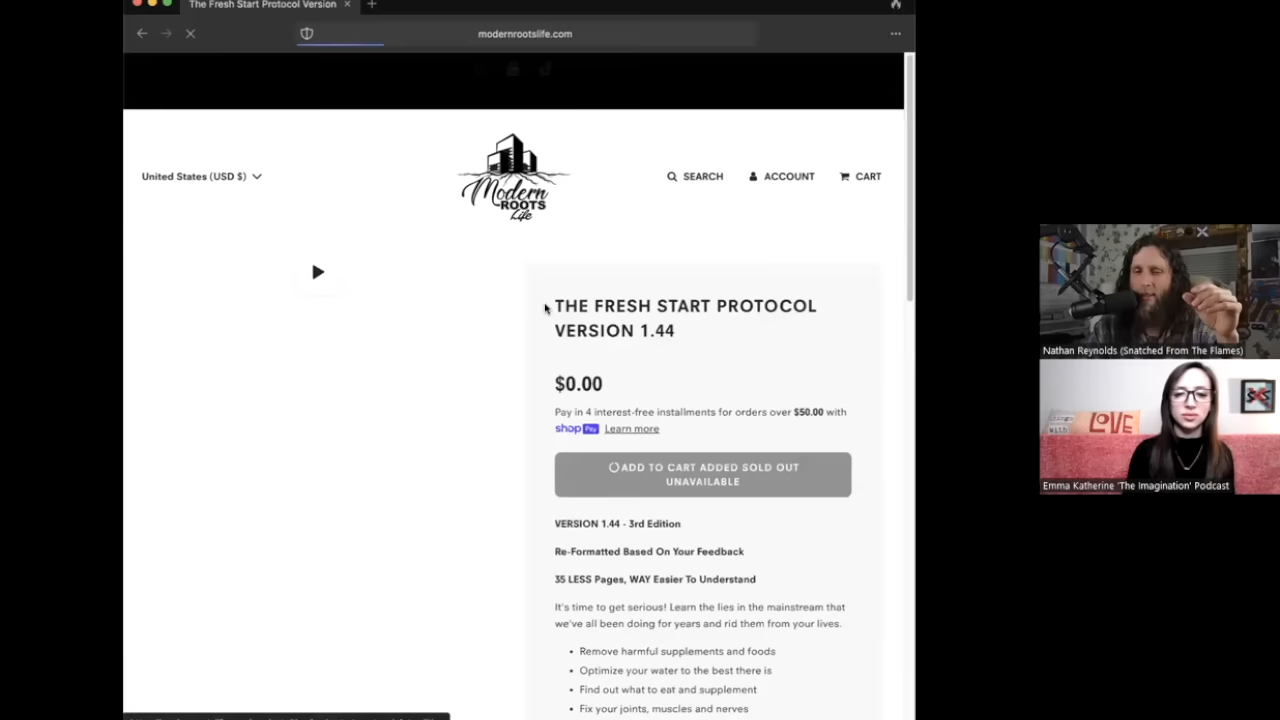 The Fresh Start Protocol Version
modernrootslife.com
United States (USD $)
Modern
ROOTS
Life
SEARCH
ACCOUNT
CART
THE FRESH START PROTOCOL
VERSION 1.44
$0.00
Pay in 4 interest-free installments for orders over $50.00 with
shop Pay Learn more
ADD TO CART ADDED SOLD OUT
UNAVAILABLE
VERSION 1.44 - 3rd Edition
Re-Formatted Based On Your Feedback
35 LESS Pages, WAY Easier To Understand
It's time to get serious! Learn the lies in the mainstream that
we've all been doing for years and rid them from your lives.
• Remove harmful supplements and foods
• Optimize your water to the best there is
• Find out what to eat and supplement
• Fix your joints, muscles and nerves
Nathan Reynolds (Snatched From The Flames)
LOVE
Emma Katherine 'The Imagination' Podcast